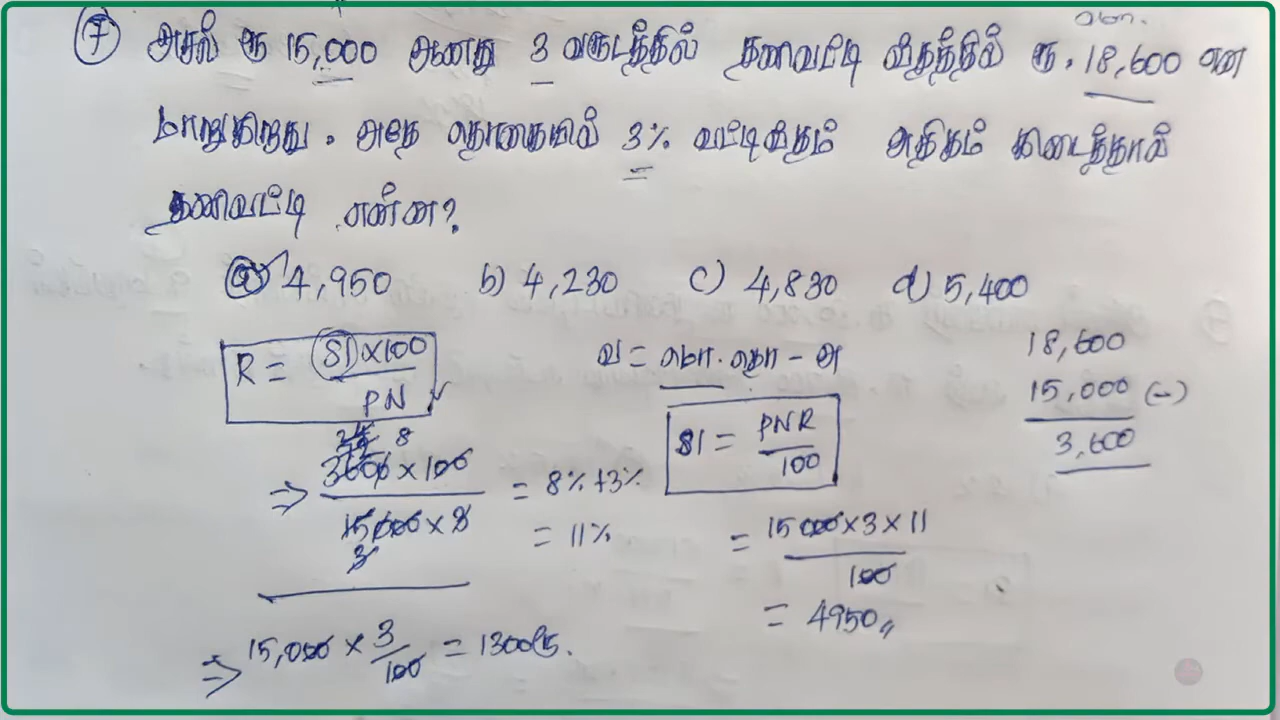 7) அசல் ரூ 15,000 ஆனது 3 வருடத்தில் தனிவட்டி வீதத்தில் ரூ. 18,600 என
மாறுகிறது. அதே தொகையில் 3% வட்டிவீதம் அதிகம் கிடைத்தால்
தனிவட்டி என்ன?
a) 4,950 b) 4,230 c) 4,830 d) 5,400
R = SI × 100 / PN
வ = மொ. தொ - அ
18,600
15,000 (-)
3,600
SI = PNR / 100
⇒ 3600 × 100 / 15,000 × 3 = 8% + 3%
= 11%
= 15000 × 3 × 11 / 100
= 4950
⇒ 15,000 × 3 / 100 = 1300